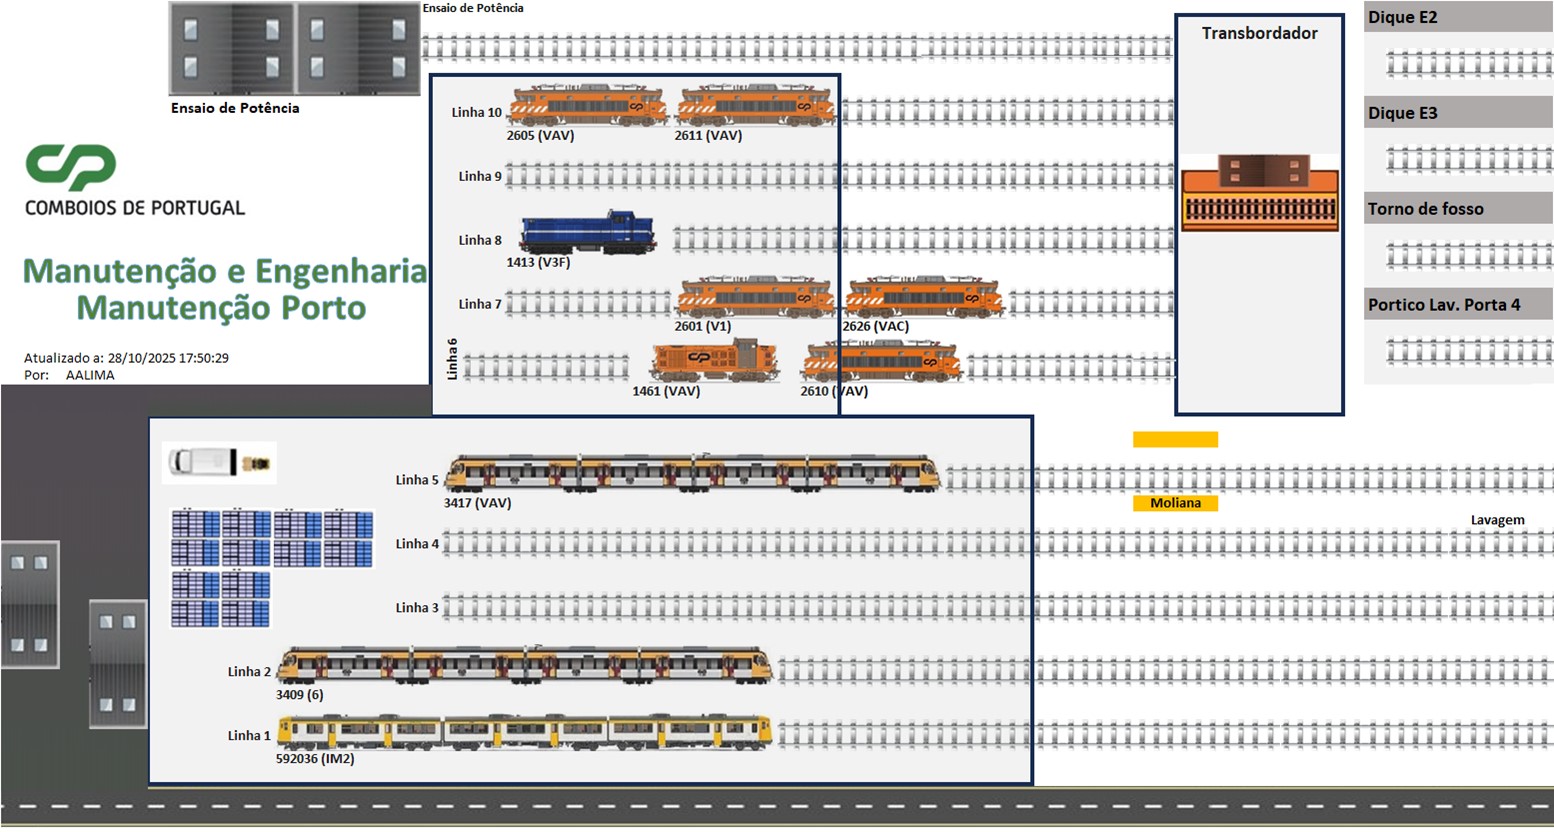 Ensaio de Potência
Ensaio de Potência
Transbordador
Dique E2
Dique E3
Torno de fosso
Portico Lav. Porta 4
CP
COMBOIOS DE PORTUGAL
Manutenção e Engenharia
Manutenção Porto
Atualizado a: 28/10/2025 17:50:29
Por: AALIMA
Linha 10
2605 (VAV) 2611 (VAV)
Linha 9
Linha 8
1413 (V3F)
Linha 7
2601 (V1) 2626 (VAC)
Linha 6
1461 (VAV) 2610 (VAV)
Linha 5
3417 (VAV)
Moliana
Lavagem
Linha 4
Linha 3
Linha 2
3409 (6)
Linha 1
592036 (IM2)